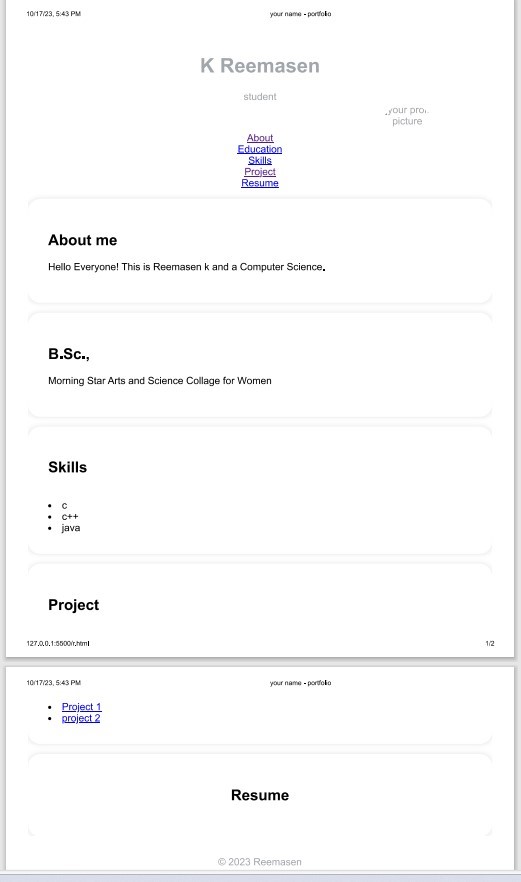 10/17/23, 5:43 PM your name - portfolio
K Reemasen
student
your prof
picture
About
Education
Skills
Project
Resume
About me
Hello Everyone! This is Reemasen k and a Computer Science.
B.Sc.,
Morning Star Arts and Science Collage for Women
Skills
c
c++
java
Project
127.0.0.1:5500/r.html 1/2
10/17/23, 5:43 PM your name - portfolio
Project 1
project 2
Resume
© 2023 Reemasen